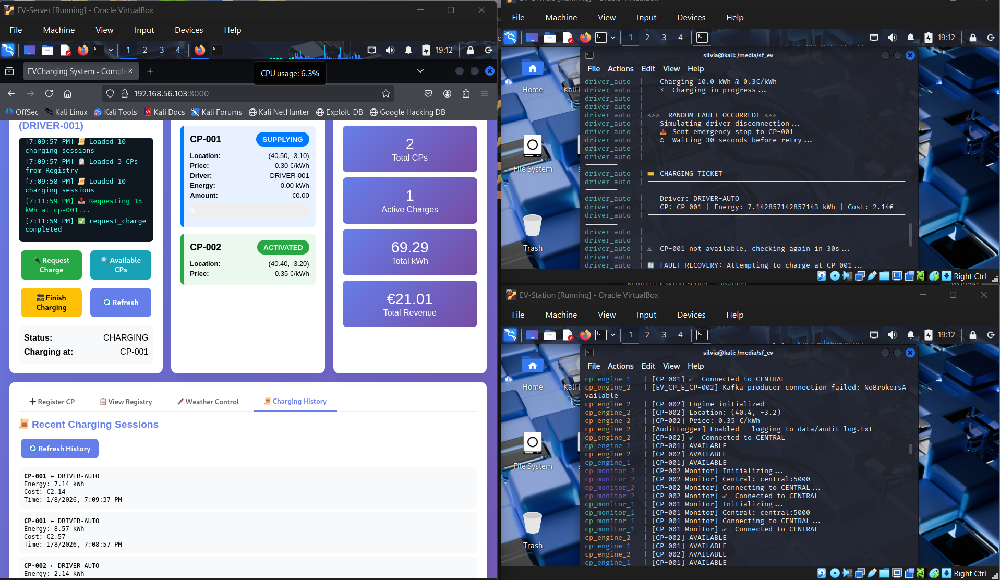 EV-Server [Running] - Oracle VirtualBox
File Machine View Input Devices Help
1 2 3 4
19:12
EVCharging System - Comple
CPU usage: 6.3%
192.168.56.103:8000
OffSec Kali Linux Kali Tools Kali Docs Kali Forums Kali NetHunter Exploit-DB Google Hacking DB
(DRIVER-001)
[7:09:57 PM] 📜 Loaded 10
charging sessions
[7:09:57 PM] 📋 Loaded 3 CPs
from Registry
[7:09:58 PM] 📜 Loaded 10
charging sessions
[7:11:59 PM] 📤 Requesting 15
kWh at cp-001...
[7:11:59 PM] ✅ request_charge
completed
🔌 Request
Charge
🔍 Available
CPs
🔚 Finish
Charging
🔄 Refresh
Status: CHARGING
Charging at: CP-001
CP-001 SUPPLYING
Location: (40.50, -3.10)
Price: 0.30 €/kWh
Driver: DRIVER-001
Energy: 0.00 kWh
Amount: €0.00
CP-002 ACTIVATED
Location: (40.40, -3.20)
Price: 0.35 €/kWh
2
Total CPs
1
Active Charges
69.29
Total kWh
€21.01
Total Revenue
➕ Register CP 📋 View Registry 🌡️ Weather Control 📜 Charging History
📜 Recent Charging Sessions
🔄 Refresh History
CP-001 ← DRIVER-AUTO
Energy: 7.14 kWh
Cost: €2.14
Time: 1/8/2026, 7:09:37 PM
CP-001 ← DRIVER-AUTO
Energy: 8.57 kWh
Cost: €2.57
Time: 1/8/2026, 7:08:57 PM
CP-002 ← DRIVER-AUTO
Energy: 2.14 kWh
File Machine View Input Devices Help
1 2 3 4
19:12
Home
Kali
File System
Trash
silvia@kali: /media/sf_ev
File Actions Edit View Help
driver_auto | Charging 10.0 kWh @ 0.3€/kWh
driver_auto | ⚡ Charging in progress...
driver_auto |
driver_auto |
driver_auto | ⚠⚠⚠ RANDOM FAULT OCCURRED! ⚠⚠⚠
driver_auto | Simulating driver disconnection...
driver_auto | 📤 Sent emergency stop to CP-001
driver_auto | ⏲ Waiting 30 seconds before retry...
driver_auto |
driver_auto | ==============================================================
========
driver_auto | 🎫 CHARGING TICKET
driver_auto | ==============================================================
========
driver_auto | Driver: DRIVER-AUTO
driver_auto | CP: CP-001 | Energy: 7.142857142857143 kWh | Cost: 2.14€
driver_auto | ==============================================================
========
driver_auto |
driver_auto |
driver_auto | ⚠ CP-001 not available, checking again in 30s...
driver_auto |
driver_auto | 🔄 FAULT RECOVERY: Attempting to charge at CP-001...
Right Ctrl
EV-Station [Running] - Oracle VirtualBox
File Machine View Input Devices Help
1 2 3 4
19:12
Home
Kali
File System
Trash
silvia@kali: /media/sf_ev
File Actions Edit View Help
cp_engine_1 | [CP-001] ✅ Connected to CENTRAL
cp_engine_2 | [EV_CP_E_CP-002] Kafka producer connection failed: NoBrokersA
vailable
cp_engine_2 | [CP-002] Engine initialized
cp_engine_2 | [CP-002] Location: (40.4, -3.2)
cp_engine_2 | [CP-002] Price: 0.35 €/kWh
cp_engine_2 | [AuditLogger] Enabled - logging to data/audit_log.txt
cp_engine_2 | [CP-002] ✅ Connected to CENTRAL
cp_engine_1 | [CP-001] AVAILABLE
cp_engine_2 | [CP-002] AVAILABLE
cp_engine_1 | [CP-001] AVAILABLE
cp_monitor_2 | [CP-002 Monitor] Initializing...
cp_monitor_2 | [CP-002 Monitor] Central: central:5000
cp_monitor_2 | [CP-002 Monitor] Connecting to CENTRAL...
cp_monitor_2 | [CP-002 Monitor] ✅ Connected to CENTRAL
cp_monitor_1 | [CP-001 Monitor] Initializing...
cp_monitor_1 | [CP-001 Monitor] Central: central:5000
cp_monitor_1 | [CP-001 Monitor] Connecting to CENTRAL...
cp_monitor_1 | [CP-001 Monitor] ✅ Connected to CENTRAL
cp_engine_2 | [CP-002] AVAILABLE
cp_engine_1 | [CP-001] AVAILABLE
cp_engine_2 | [CP-002] AVAILABLE
cp_engine_1 | [CP-001] AVAILABLE
Right Ctrl